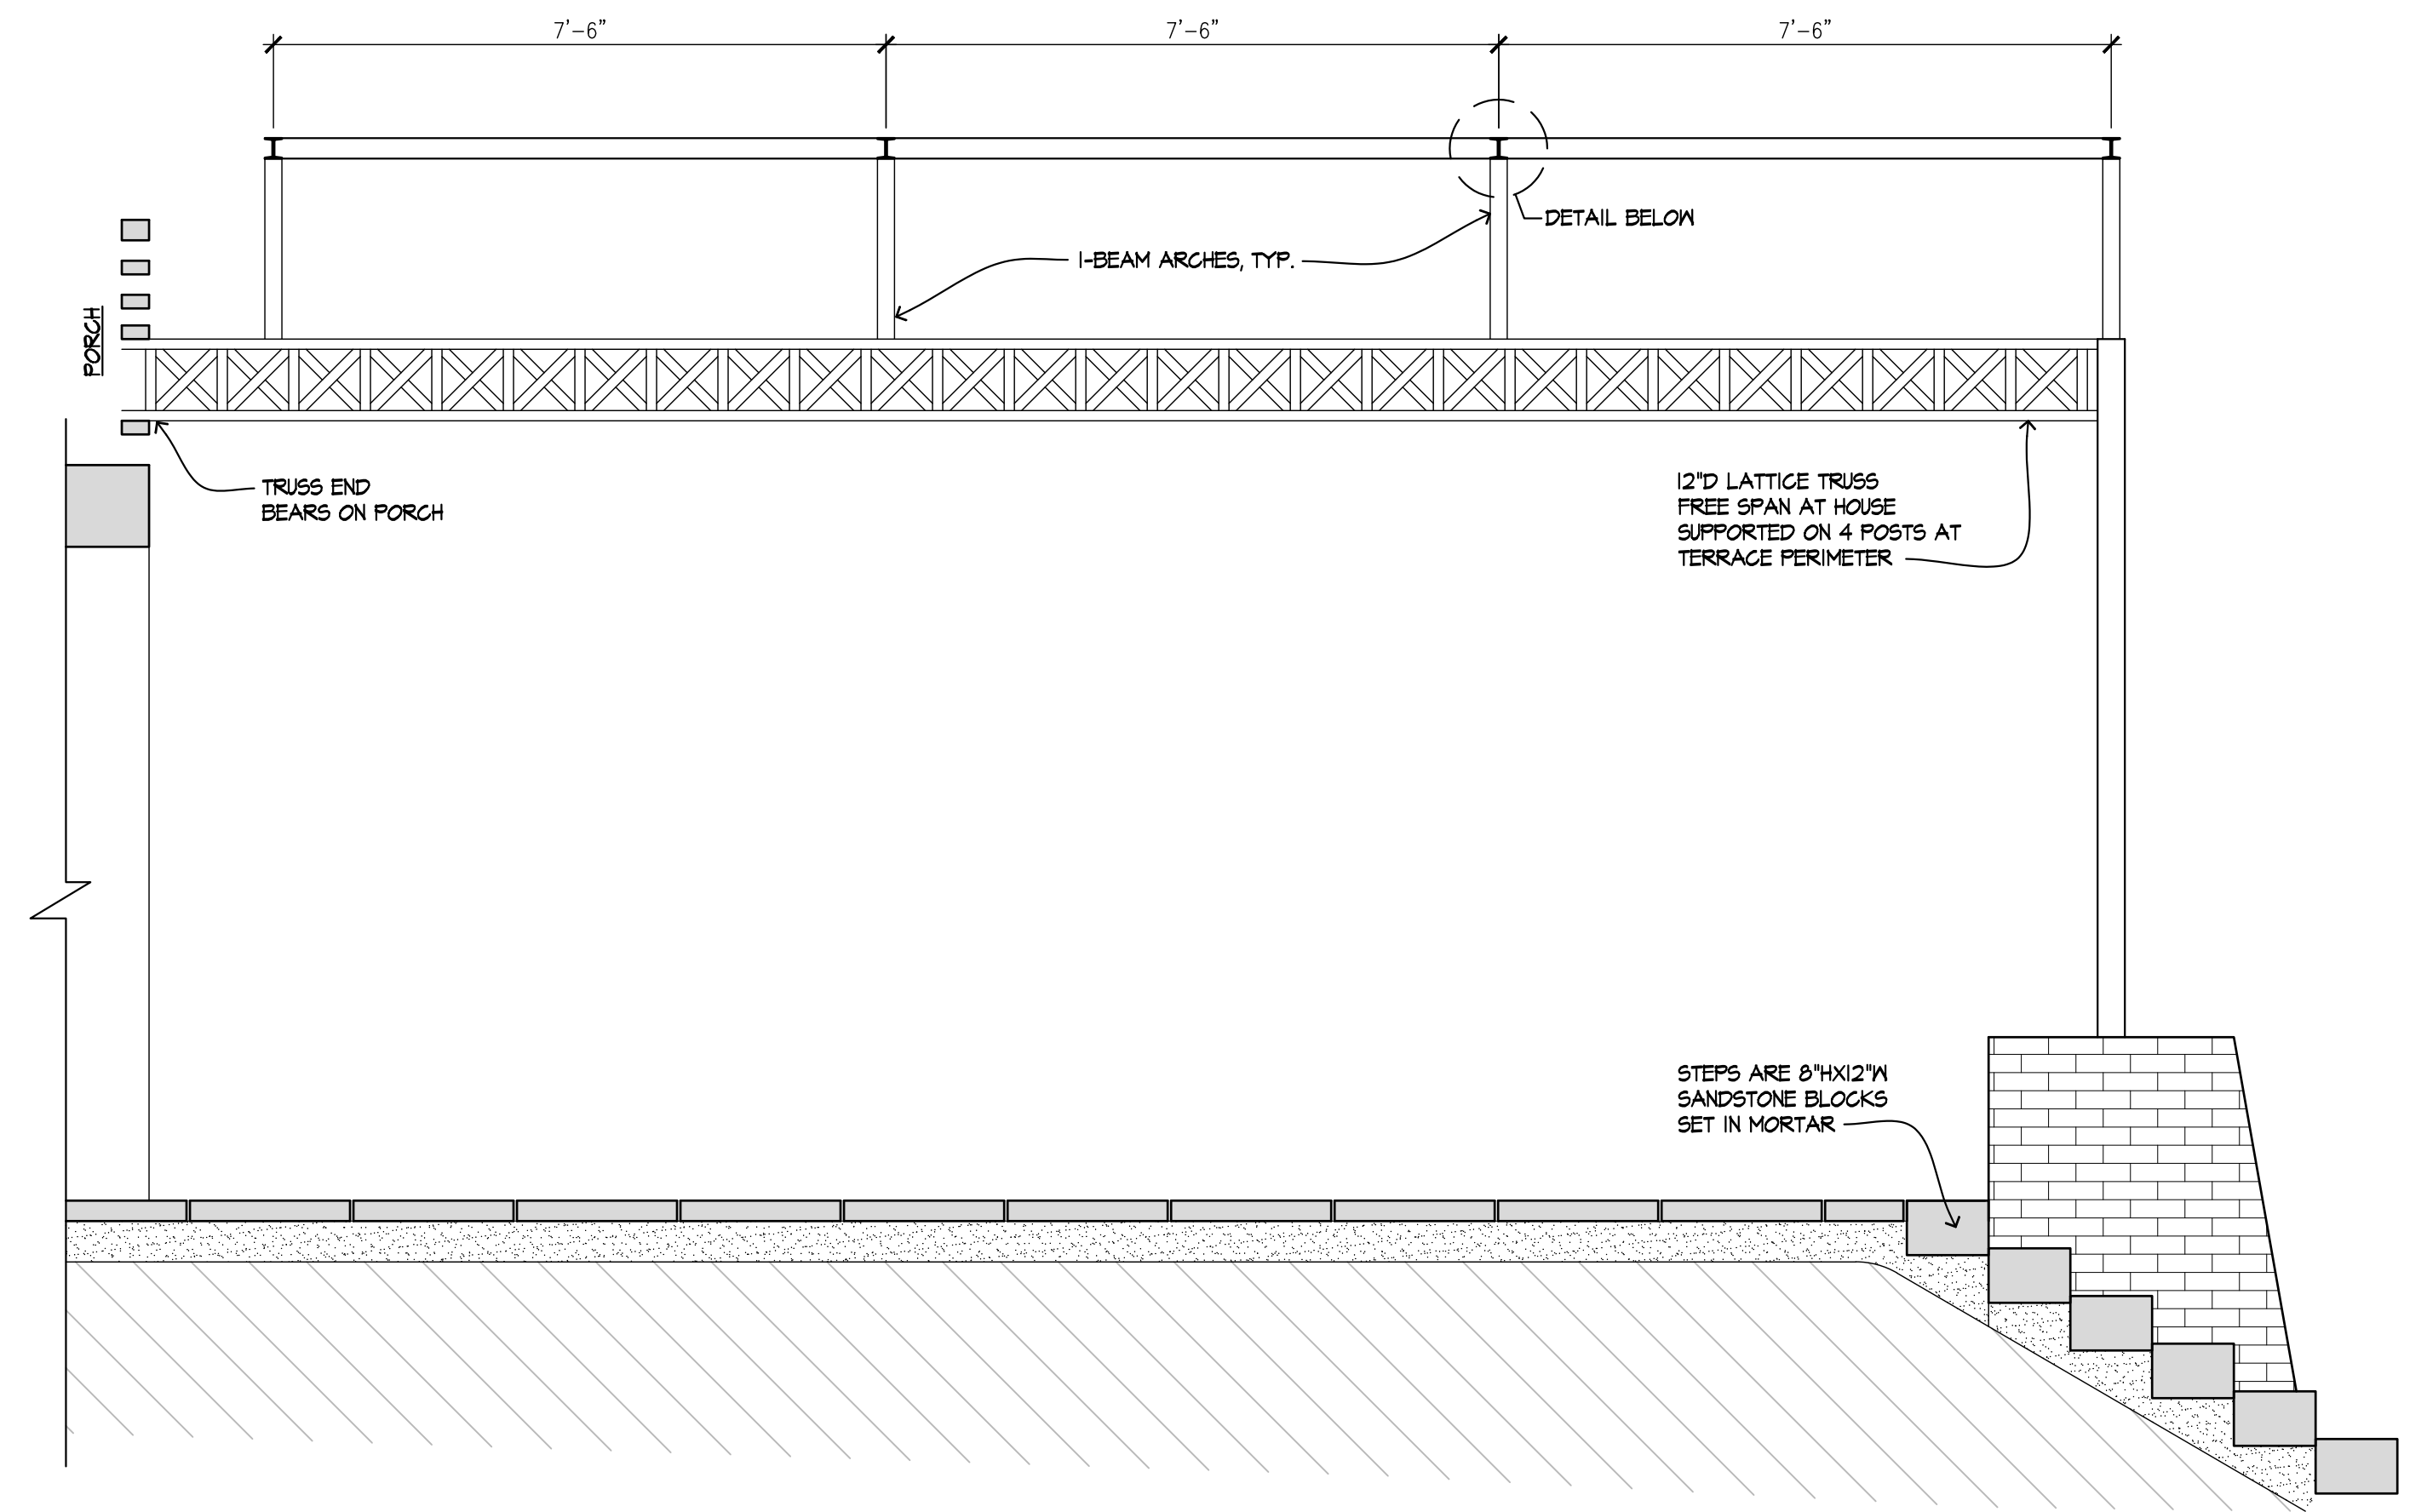 7'-6" 7'-6" 7'-6"
DETAIL BELOW
I-BEAM ARCHES, TYP.
PORCH
TRUSS END
BEARS ON PORCH
12"D LATTICE TRUSS
FREE SPAN AT HOUSE
SUPPORTED ON 4 POSTS AT
TERRACE PERIMETER
STEPS ARE 8"HX12"W
SANDSTONE BLOCKS
SET IN MORTAR